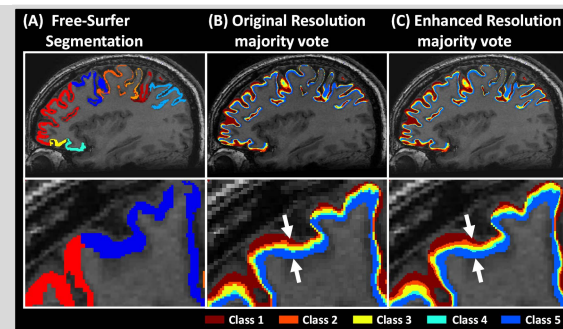 (A) Free-Surfer
Segmentation
(B) Original Resolution
majority vote
(C) Enhanced Resolution
majority vote
Class 1
Class 2
Class 3
Class 4
Class 5